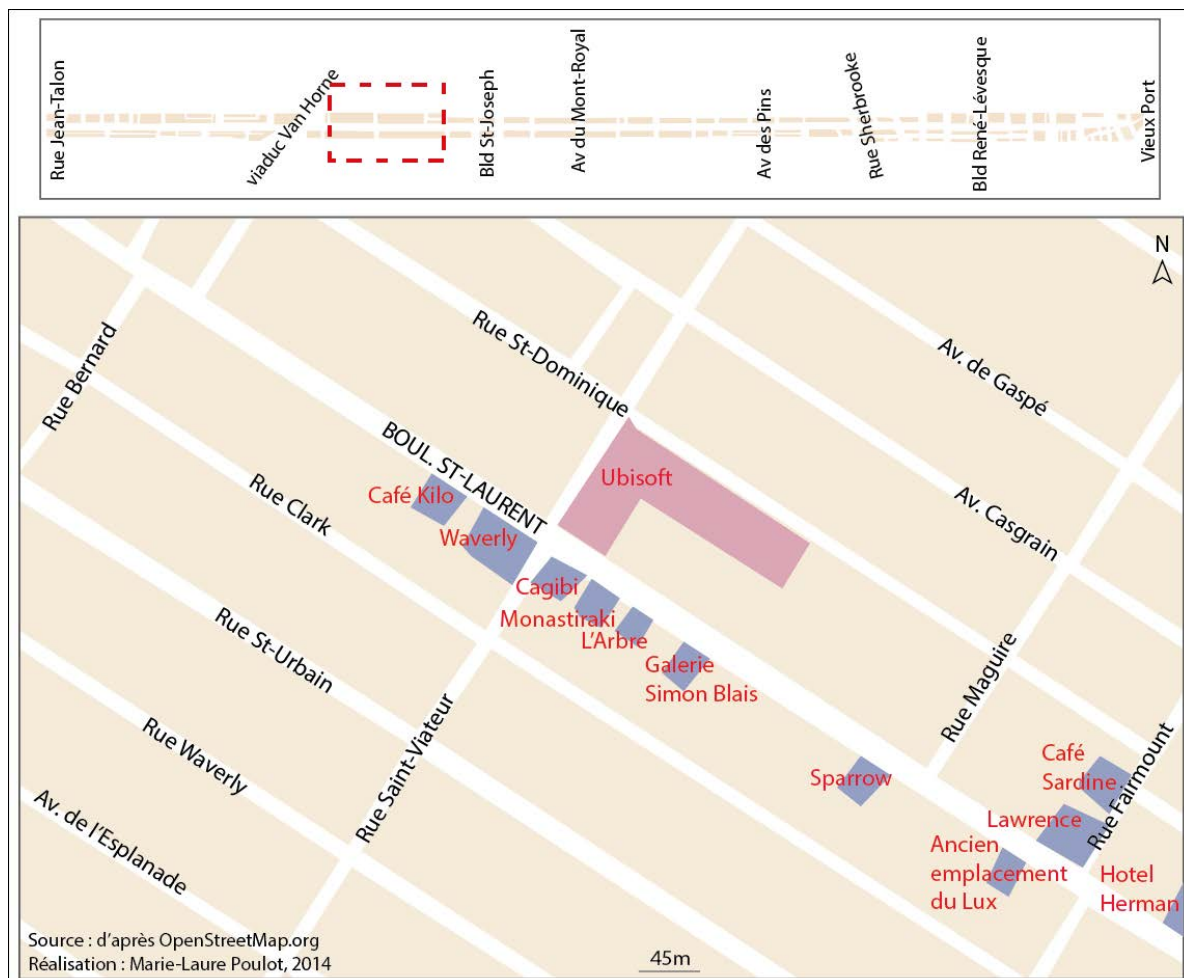 Rue Jean-Talon
viaduc Van Horne
Bld St-Joseph
Av du Mont-Royal
Av des Pins
Rue Sherbrooke
Bld René-Lévesque
Vieux Port
N
Rue St-Dominique
Av. de Gaspé
Rue Bernard
BOUL. ST-LAURENT
Ubisoft
Rue Clark
Café Kilo
Av. Casgrain
Waverly
Cagibi
Monastiraki
L'Arbre
Rue St-Urbain
Galerie
Simon Blais
Rue Maguire
Rue Waverly
Rue Saint-Viateur
Sparrow
Café
Sardine
Rue Fairmount
Av. de l'Esplanade
Lawrence
Ancien
emplacement
du Lux
Hotel
Herman
Source : d'après OpenStreetMap.org
Réalisation : Marie-Laure Poulot, 2014
45m